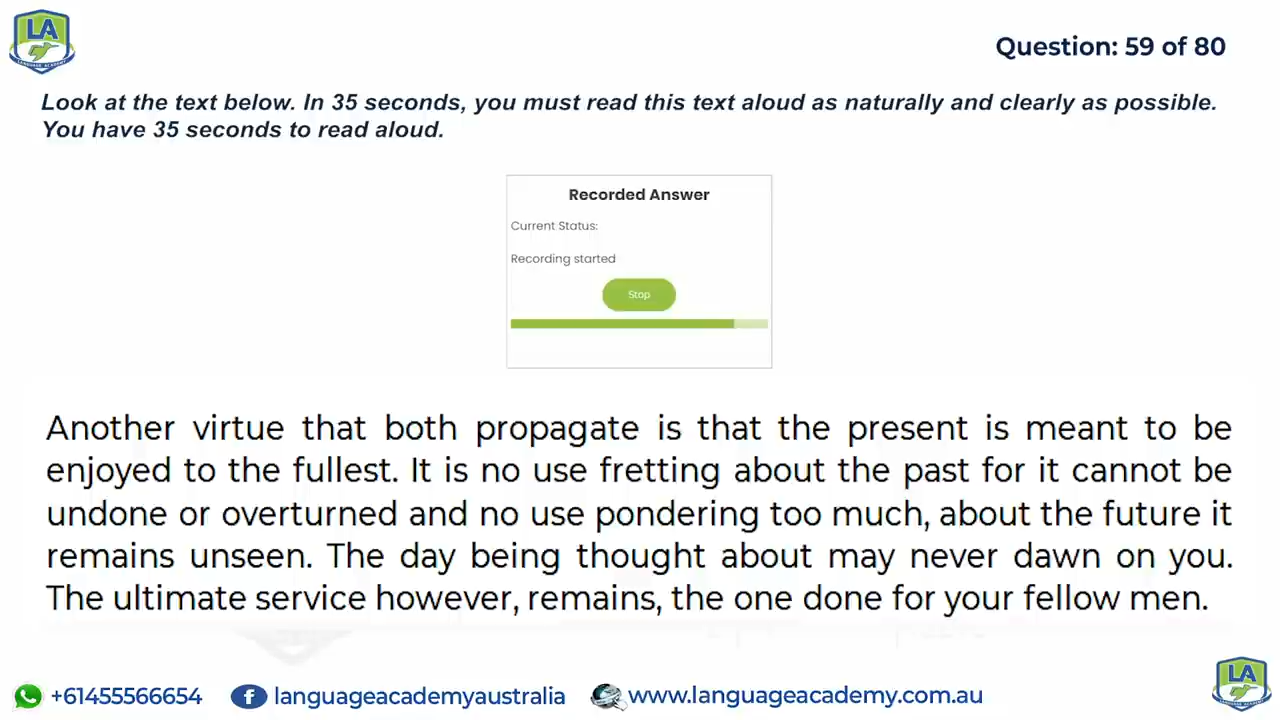 LA
LANGUAGE ACADEMY
Question: 59 of 80
Look at the text below. In 35 seconds, you must read this text aloud as naturally and clearly as possible.
You have 35 seconds to read aloud.
Recorded Answer
Current Status:
Recording started
Stop
Another virtue that both propagate is that the present is meant to be
enjoyed to the fullest. It is no use fretting about the past for it cannot be
undone or overturned and no use pondering too much, about the future it
remains unseen. The day being thought about may never dawn on you.
The ultimate service however, remains, the one done for your fellow men.
+61455566654 f languageacademyaustralia www.languageacademy.com.au
LA